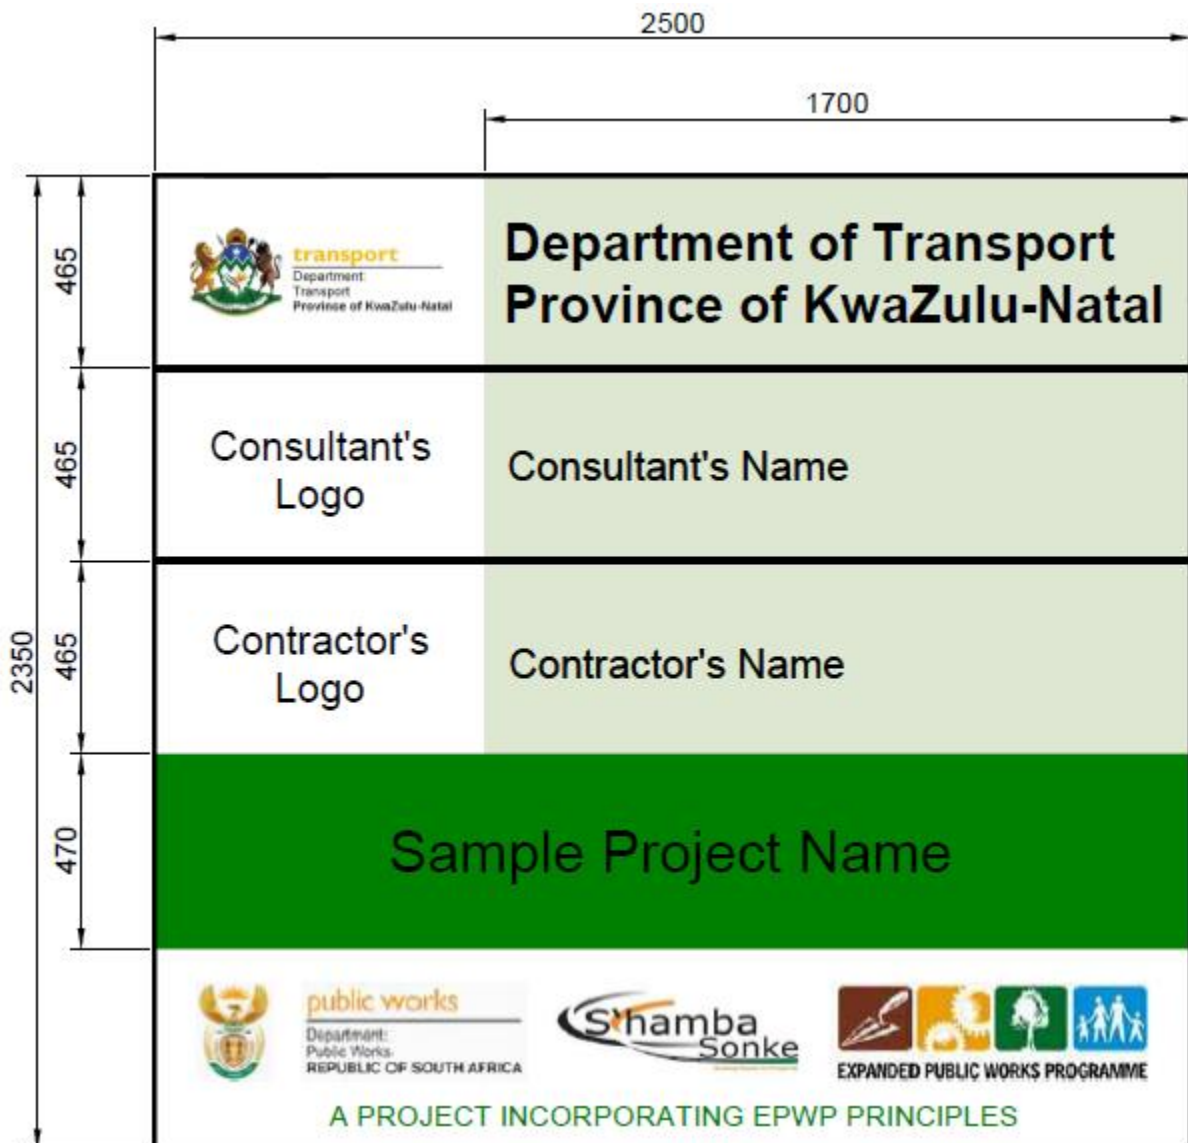 2500
1700
465
transport
Department
Transport
Province of KwaZulu-Natal
Department of Transport
Province of KwaZulu-Natal
465
Consultant's
Logo
Consultant's Name
2350
465
Contractor's
Logo
Contractor's Name
470
Sample Project Name
public works
Department:
Public Works
REPUBLIC OF SOUTH AFRICA
S'hamba
Sonke
EXPANDED PUBLIC WORKS PROGRAMME
A PROJECT INCORPORATING EPWP PRINCIPLES